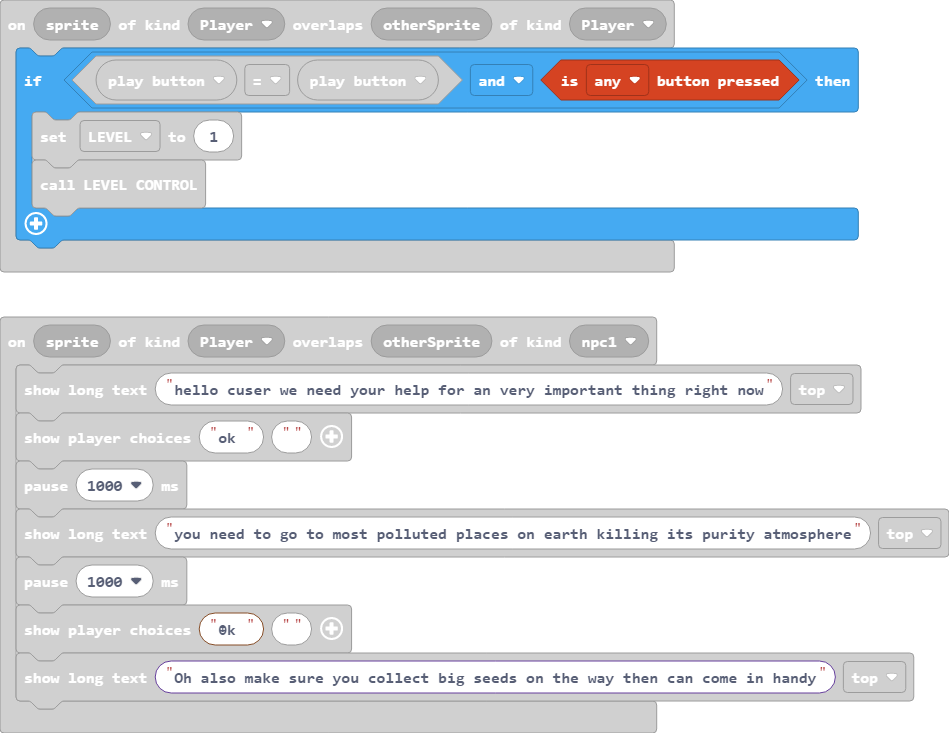 on sprite of kind Player overlaps otherSprite of kind Player
if play button = play button and is any button pressed then
set LEVEL to 1
call LEVEL CONTROL
on sprite of kind Player overlaps otherSprite of kind npc1
show long text "hello cuser we need your help for an very important thing right now" top
show player choices "ok " " "
pause 1000 ms
show long text "you need to go to most polluted places on earth killing its purity atmosphere" top
pause 1000 ms
show player choices "0k " " "
show long text "Oh also make sure you collect big seeds on the way then can come in handy" top